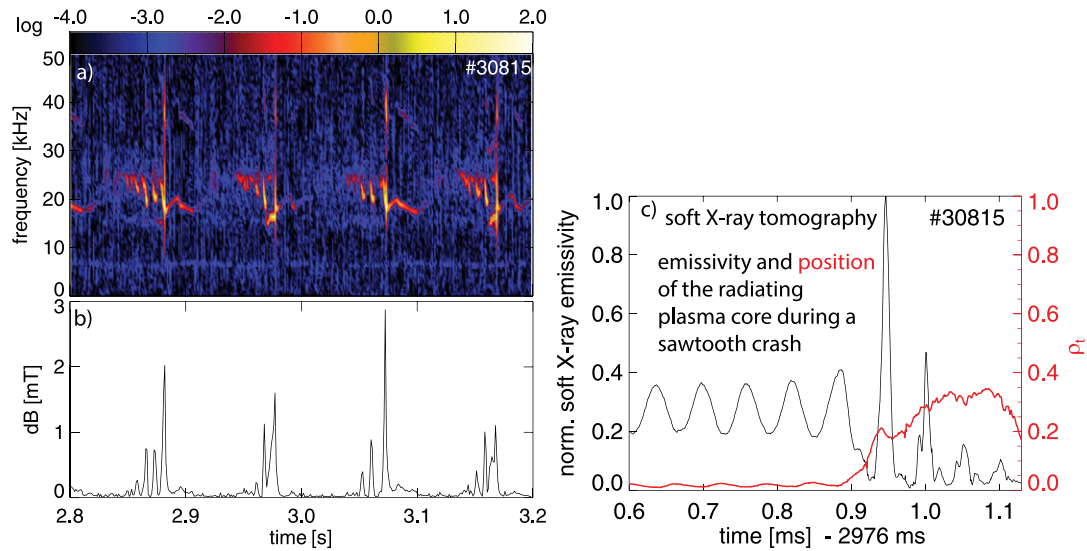 log -4.0 -3.0 -2.0 -1.0 0.0 1.0 2.0
50
40
30
20
10
0
frequency [kHz]
a)
#30815
3
2
1
0
dB [mT]
b)
2.8 2.9 3.0 3.1 3.2
time [s]
c)
soft X-ray tomography
#30815
emissivity and position
of the radiating
plasma core during a
sawtooth crash
1.0
0.8
0.6
0.4
0.2
0.0
norm. soft X-ray emissivity
1.0
0.8
0.6
0.4
0.2
0.0
ρt
0.6 0.7 0.8 0.9 1.0 1.1
time [ms] - 2976 ms